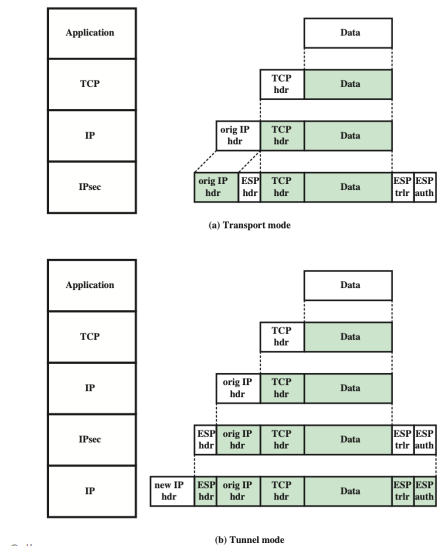 Application
Data
TCP
TCP hdr
Data
IP
orig IP hdr
TCP hdr
Data
IPsec
orig IP hdr
ESP hdr
TCP hdr
Data
ESP trlr
ESP auth
(a) Transport mode
Application
Data
TCP
TCP hdr
Data
IP
orig IP hdr
TCP hdr
Data
IPsec
ESP hdr
orig IP hdr
TCP hdr
Data
ESP trlr
ESP auth
IP
new IP hdr
ESP hdr
orig IP hdr
TCP hdr
Data
ESP trlr
ESP auth
(b) Tunnel mode